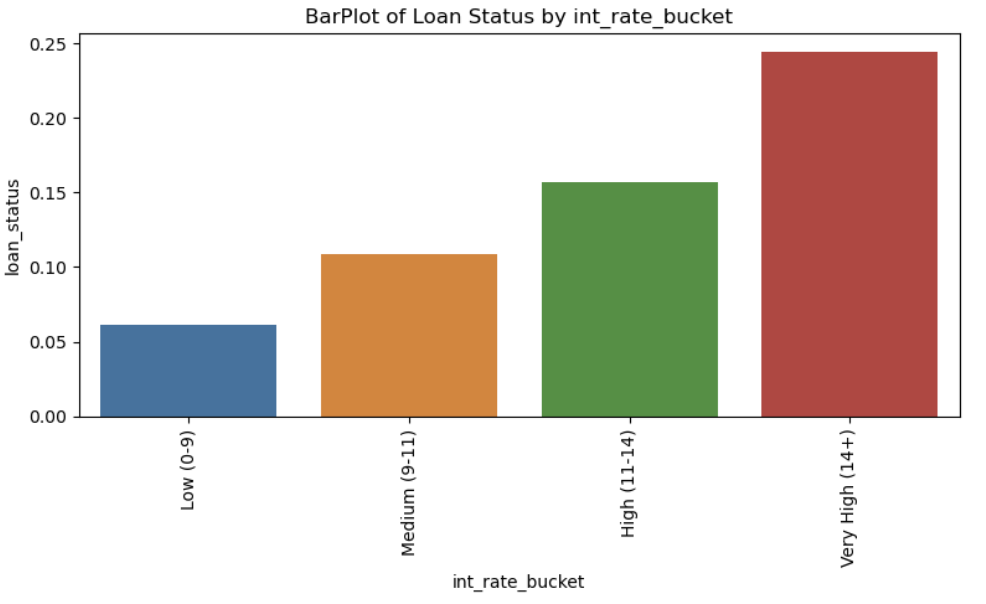 BarPlot of Loan Status by int_rate_bucket
loan_status
0.25
0.20
0.15
0.10
0.05
0.00
Low (0-9)
Medium (9-11)
High (11-14)
Very High (14+)
int_rate_bucket